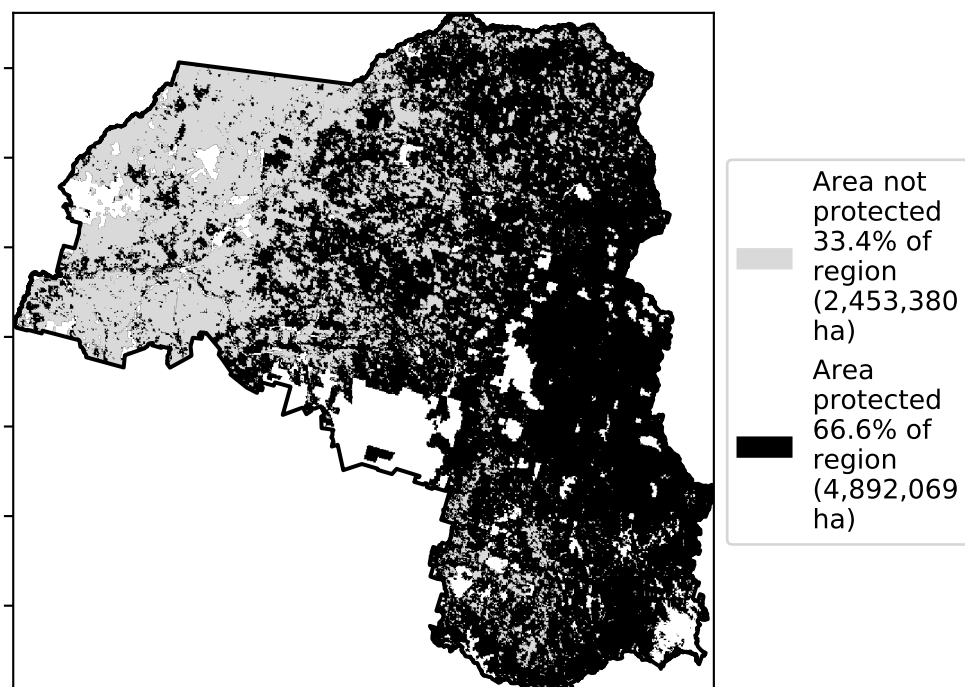 Area not
protected
33.4% of
region
(2,453,380
ha)
Area
protected
66.6% of
region
(4,892,069
ha)